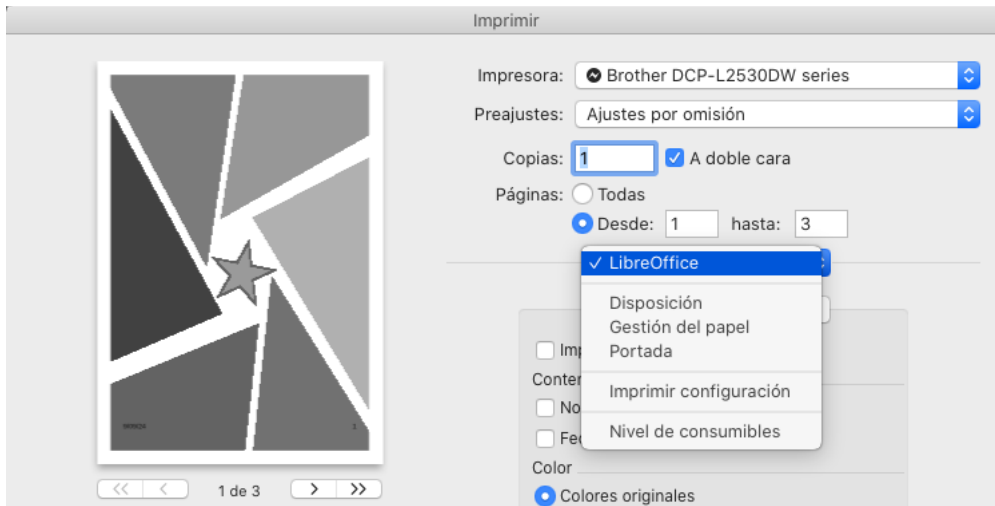 Imprimir
Impresora: Brother DCP-L2530DW series
Preajustes: Ajustes por omisión
Copias: 1 A doble cara
Páginas: Todas
Desde: 1 hasta: 3
✓ LibreOffice
Disposición
Gestión del papel
Portada
Imprimir configuración
Nivel de consumibles
Color
Colores originales
1 de 3